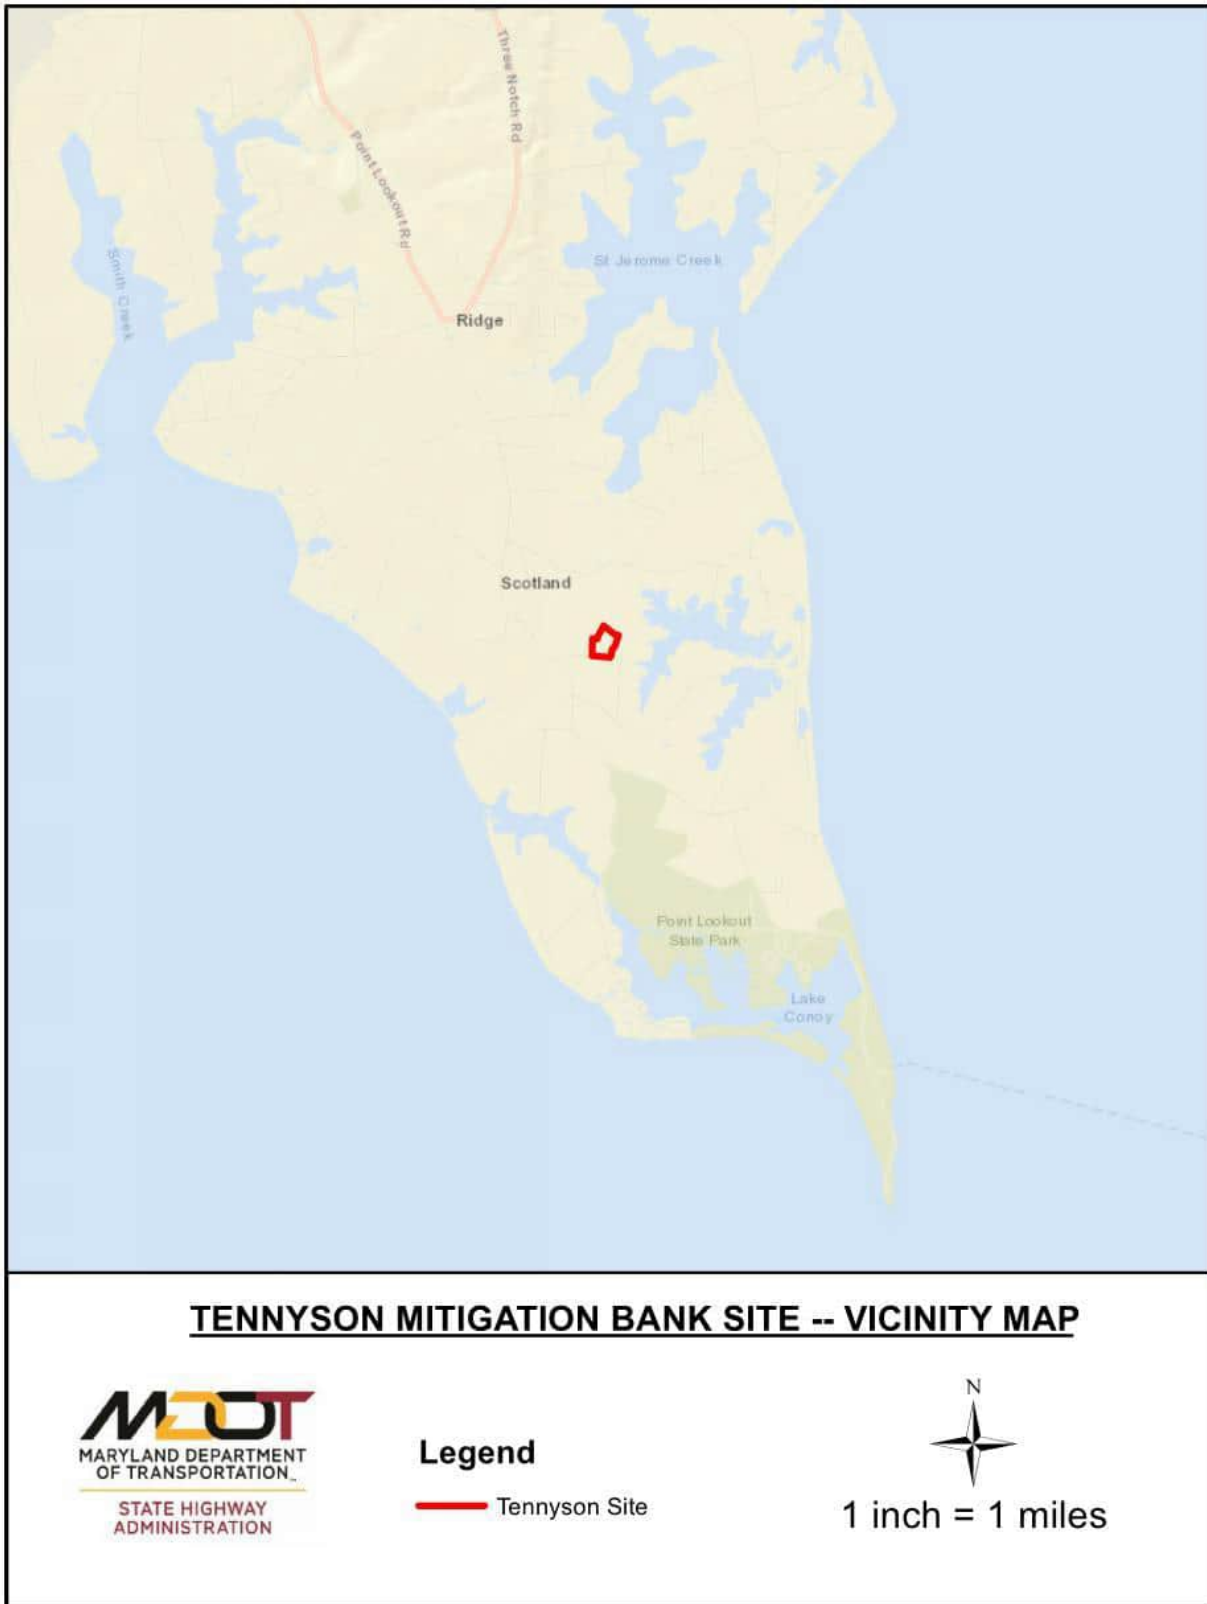 Three Notch Rd
Point Lookout Rd
Smith Creek
St Jerome Creek
Ridge
Scotland
Point Lookout
State Park
Lake
Conoy
TENNYSON MITIGATION BANK SITE -- VICINITY MAP
MDOT
MARYLAND DEPARTMENT
OF TRANSPORTATION
STATE HIGHWAY
ADMINISTRATION
Legend
Tennyson Site
N
1 inch = 1 miles